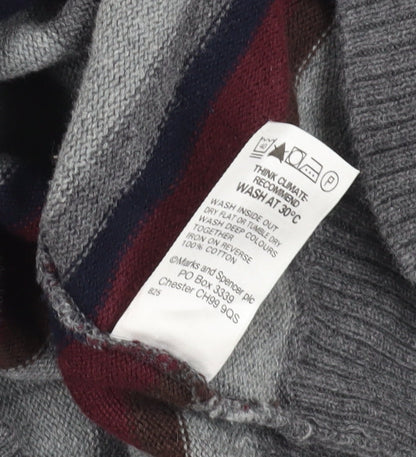 40
P
THINK CLIMATE-
RECOMMEND
WASH AT 30°C
WASH INSIDE OUT
DRY FLAT OR TUMBLE DRY
WASH DEEP COLOURS
TOGETHER
IRON ON REVERSE
100% COTTON
©Marks and Spencer plc
PO Box 3339
Chester CH99 9QS
825